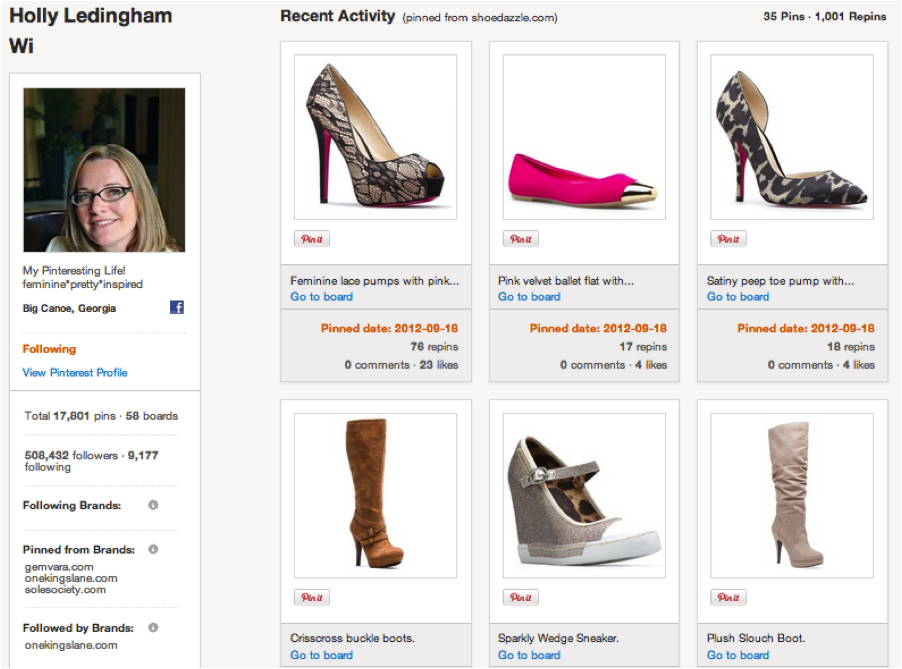 Holly Ledingham
Wi
My Pinteresting Life!
feminine*pretty*inspired
Big Canoe, Georgia
f
Following
View Pinterest Profile
Total 17,801 pins · 58 boards
508,432 followers · 9,177
following
Following Brands:
i
Pinned from Brands:
i
gemvara.com
onekingslane.com
solesociety.com
Followed by Brands:
i
onekingslane.com
Recent Activity (pinned from shoedazzle.com)
35 Pins · 1,001 Repins
Pin it
Feminine lace pumps with pink...
Go to board
Pinned date: 2012-09-18
76 repins
0 comments · 23 likes
Pin it
Pink velvet ballet flat with...
Go to board
Pinned date: 2012-09-18
17 repins
0 comments · 4 likes
Pin it
Satiny peep toe pump with...
Go to board
Pinned date: 2012-09-18
18 repins
0 comments · 4 likes
Pin it
Crisscross buckle boots.
Go to board
Pin it
Sparkly Wedge Sneaker.
Go to board
Pin it
Plush Slouch Boot.
Go to board